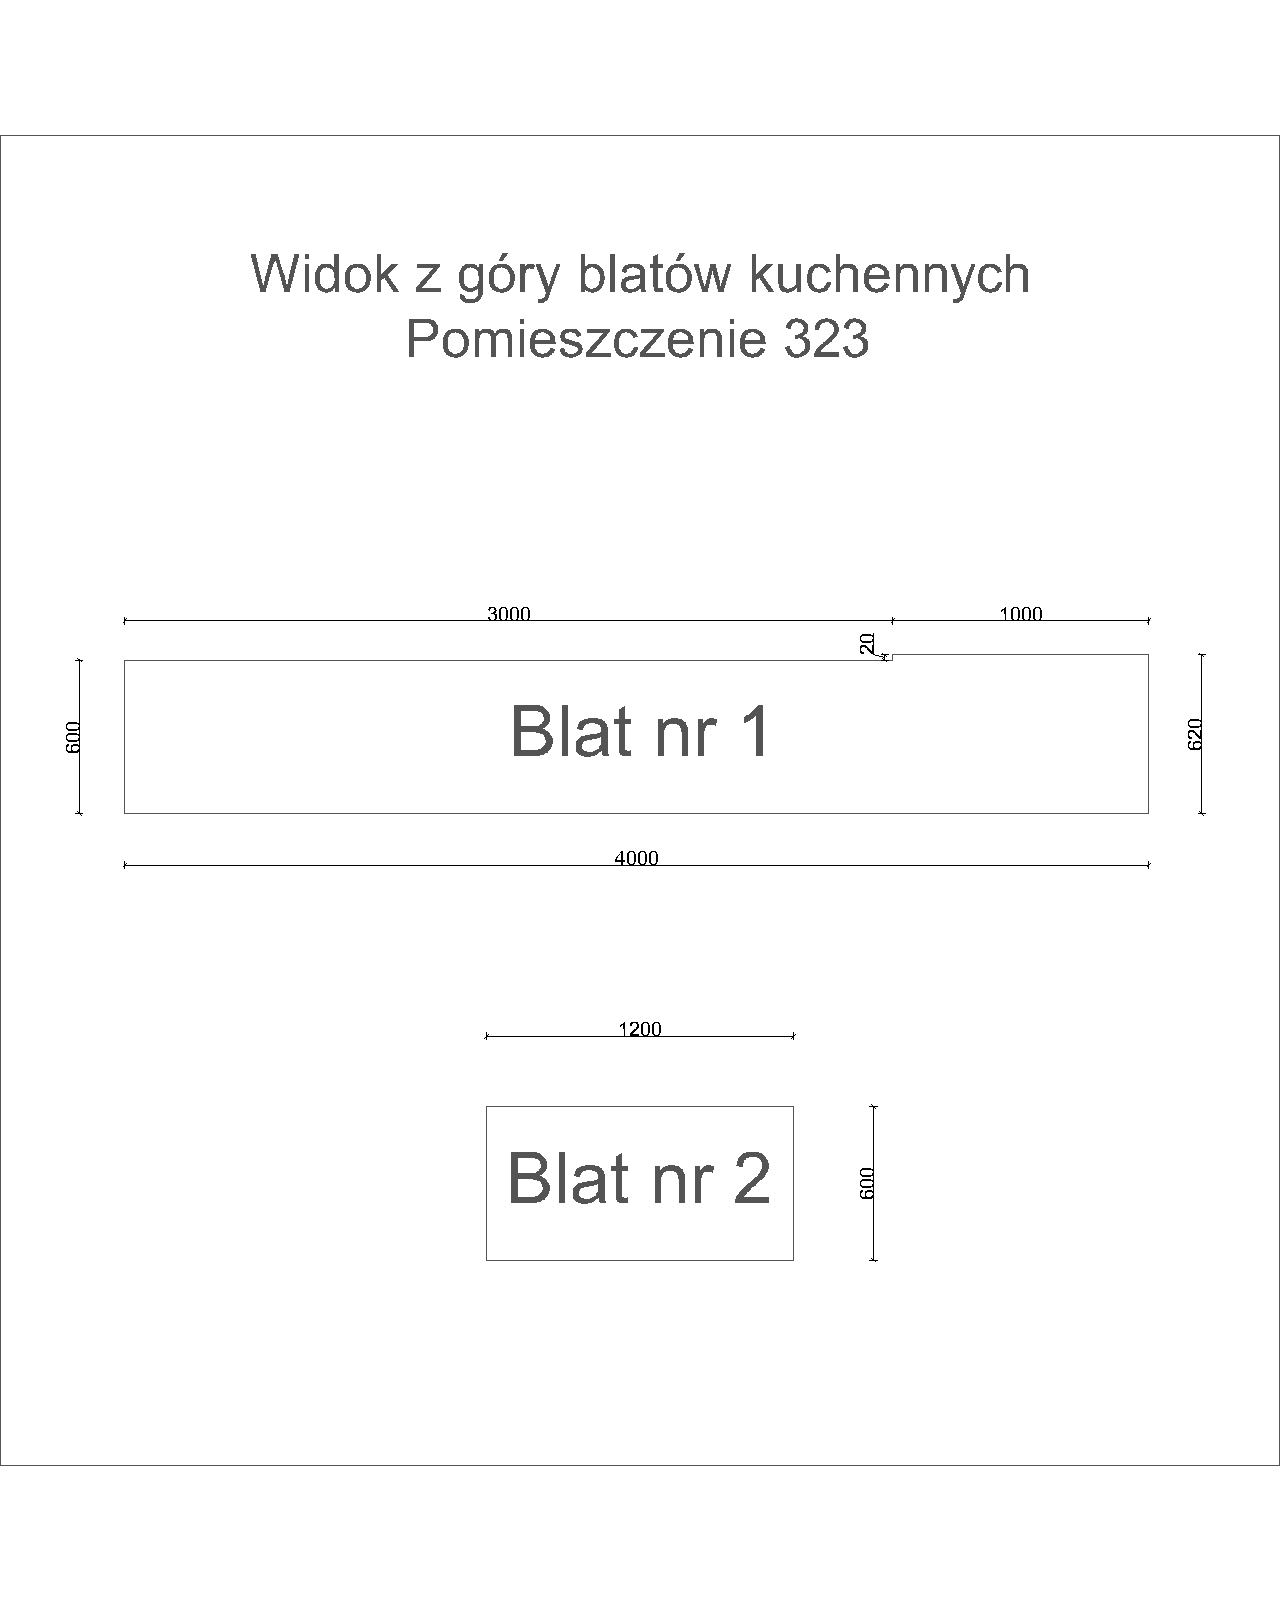 Widok z góry blatów kuchennych
Pomieszczenie 323
3000
1000
20
600
Blat nr 1
620
4000
1200
Blat nr 2
600